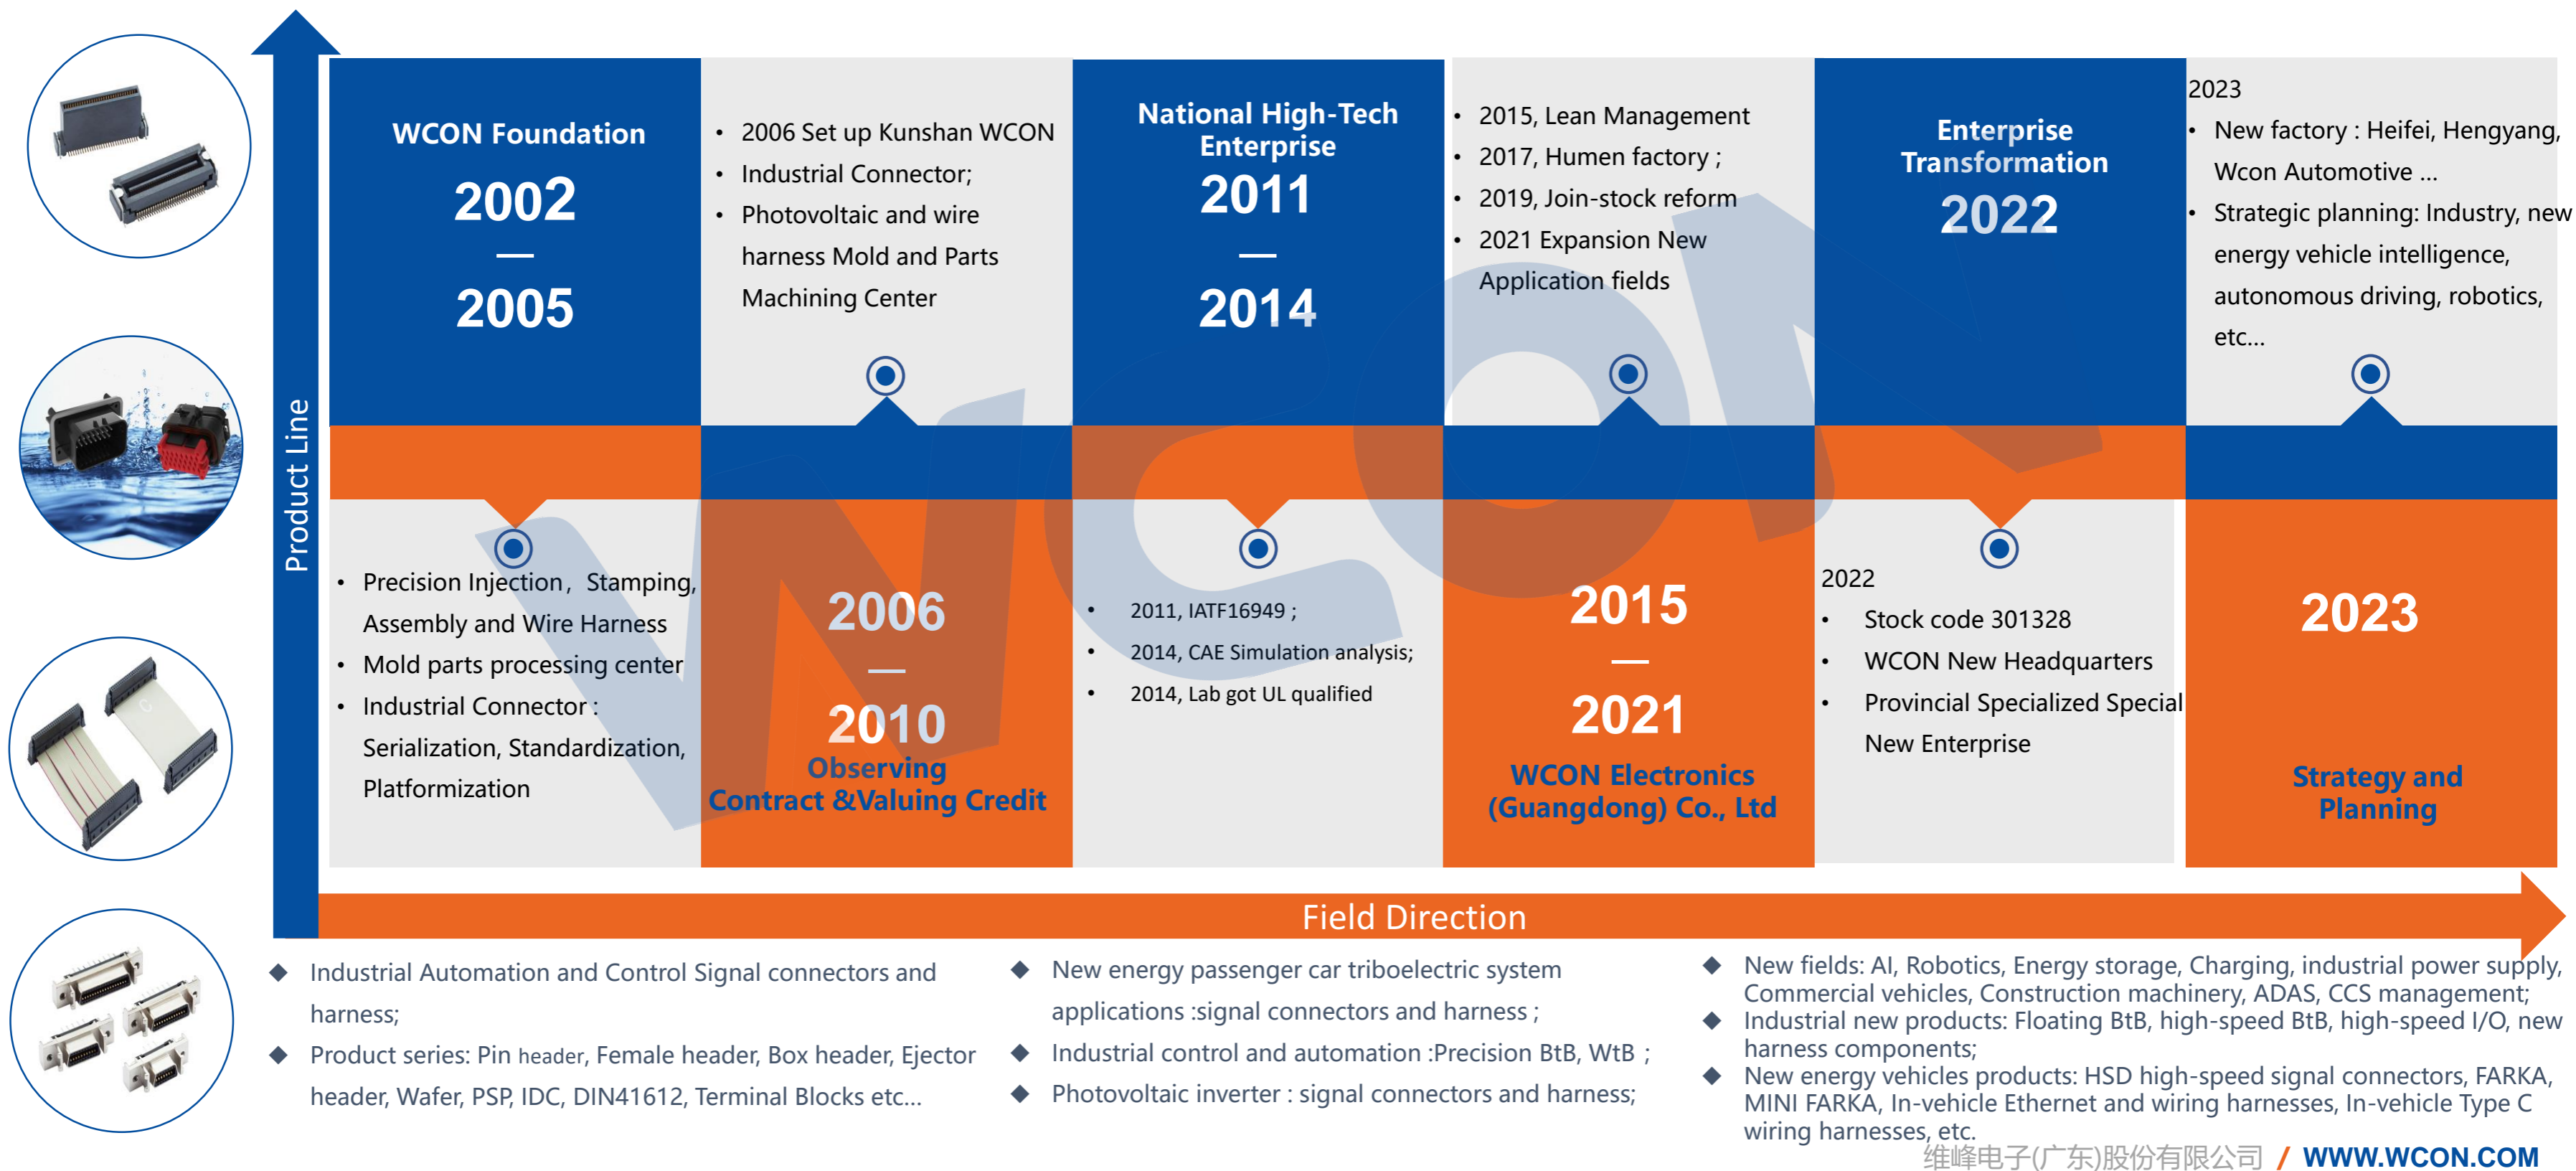 WCON Foundation
2002
—
2005
• 2006 Set up Kunshan WCON
• Industrial Connector;
• Photovoltaic and wire
harness Mold and Parts
Machining Center
National High-Tech
Enterprise
2011
—
2014
• 2015, Lean Management
• 2017, Humen factory ;
• 2019, Join-stock reform
• 2021 Expansion New
Application fields
Enterprise
Transformation
2022
2023
• New factory : Heifei, Hengyang,
Wcon Automotive ...
• Strategic planning: Industry, new
energy vehicle intelligence,
autonomous driving, robotics,
etc...
Product Line
• Precision Injection, Stamping,
Assembly and Wire Harness
• Mold parts processing center
• Industrial Connector :
Serialization, Standardization,
Platformization
2006
—
2010
Observing
Contract &Valuing Credit
• 2011, IATF16949 ;
• 2014, CAE Simulation analysis;
• 2014, Lab got UL qualified
2015
—
2021
WCON Electronics
(Guangdong) Co., Ltd
2022
• Stock code 301328
• WCON New Headquarters
• Provincial Specialized Special
New Enterprise
2023
Strategy and
Planning
WCON
Field Direction
◆ Industrial Automation and Control Signal connectors and
harness;
◆ Product series: Pin header, Female header, Box header, Ejector
header, Wafer, PSP, IDC, DIN41612, Terminal Blocks etc...
◆ New energy passenger car triboelectric system
applications :signal connectors and harness ;
◆ Industrial control and automation :Precision BtB, WtB ;
◆ Photovoltaic inverter : signal connectors and harness;
◆ New fields: AI, Robotics, Energy storage, Charging, industrial power supply,
Commercial vehicles, Construction machinery, ADAS, CCS management;
◆ Industrial new products: Floating BtB, high-speed BtB, high-speed I/O, new
harness components;
◆ New energy vehicles products: HSD high-speed signal connectors, FARKA,
MINI FARKA, In-vehicle Ethernet and wiring harnesses, In-vehicle Type C
wiring harnesses, etc.
维峰电子(广东)股份有限公司 / WWW.WCON.COM